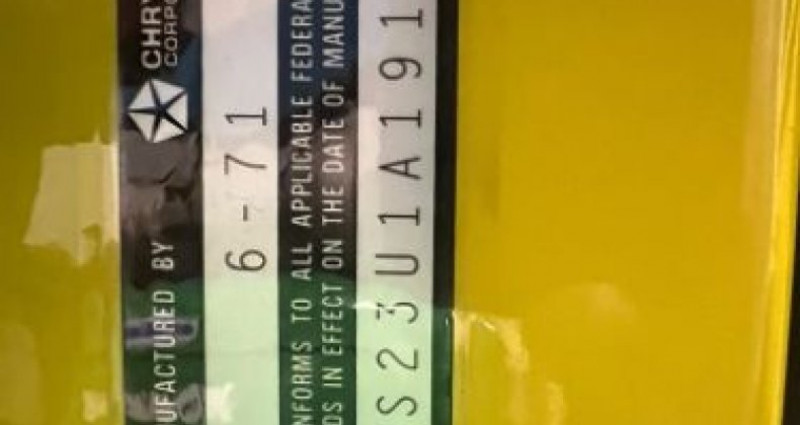 CHRY
CORPO
UFACTURED BY
6-71
NFORMS TO ALL APPLICABLE FEDERA
DS IN EFFECT ON THE DATE OF MANU
S23U1A191